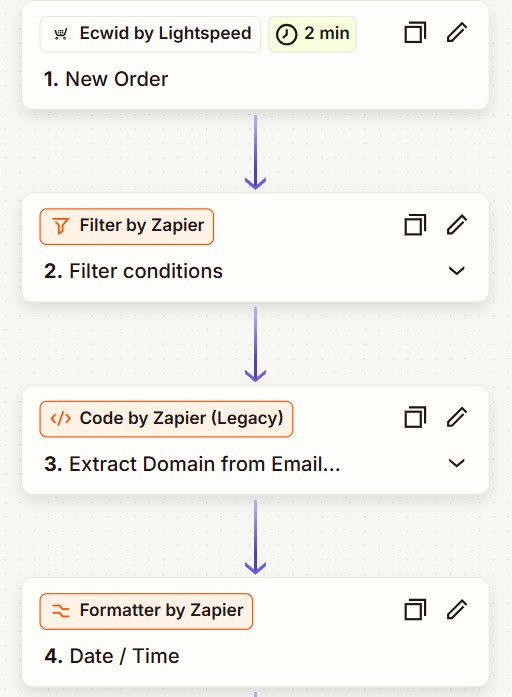 Ecwid by Lightspeed 2 min
1. New Order
Filter by Zapier
2. Filter conditions
Code by Zapier (Legacy)
3. Extract Domain from Email...
Formatter by Zapier
4. Date / Time